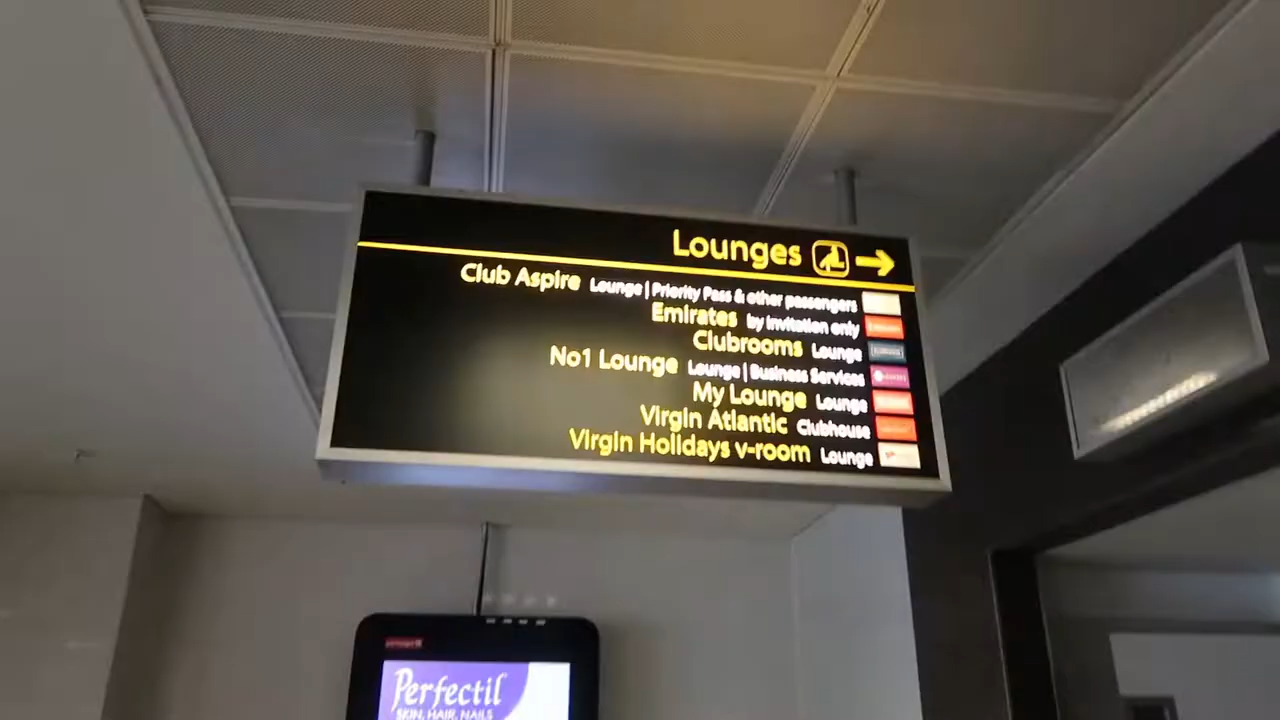 Lounges
Club Aspire Lounge | Priority Pass & other passengers
Emirates by invitation only
Clubrooms Lounge
No1 Lounge Lounge | Business Services
My Lounge Lounge
Virgin Atlantic Clubhouse
Virgin Holidays v-room Lounge
Perfectil
SKIN, HAIR, NAILS